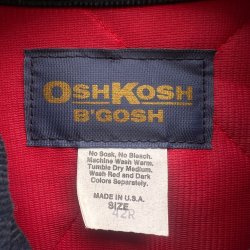 OSHKOSH
B'GOSH
No Soak, No Bleach.
Machine Wash Warm,
Tumble Dry Medium.
Wash Red and Dark
Colors Separately.
MADE IN U.S.A.
SIZE
42R